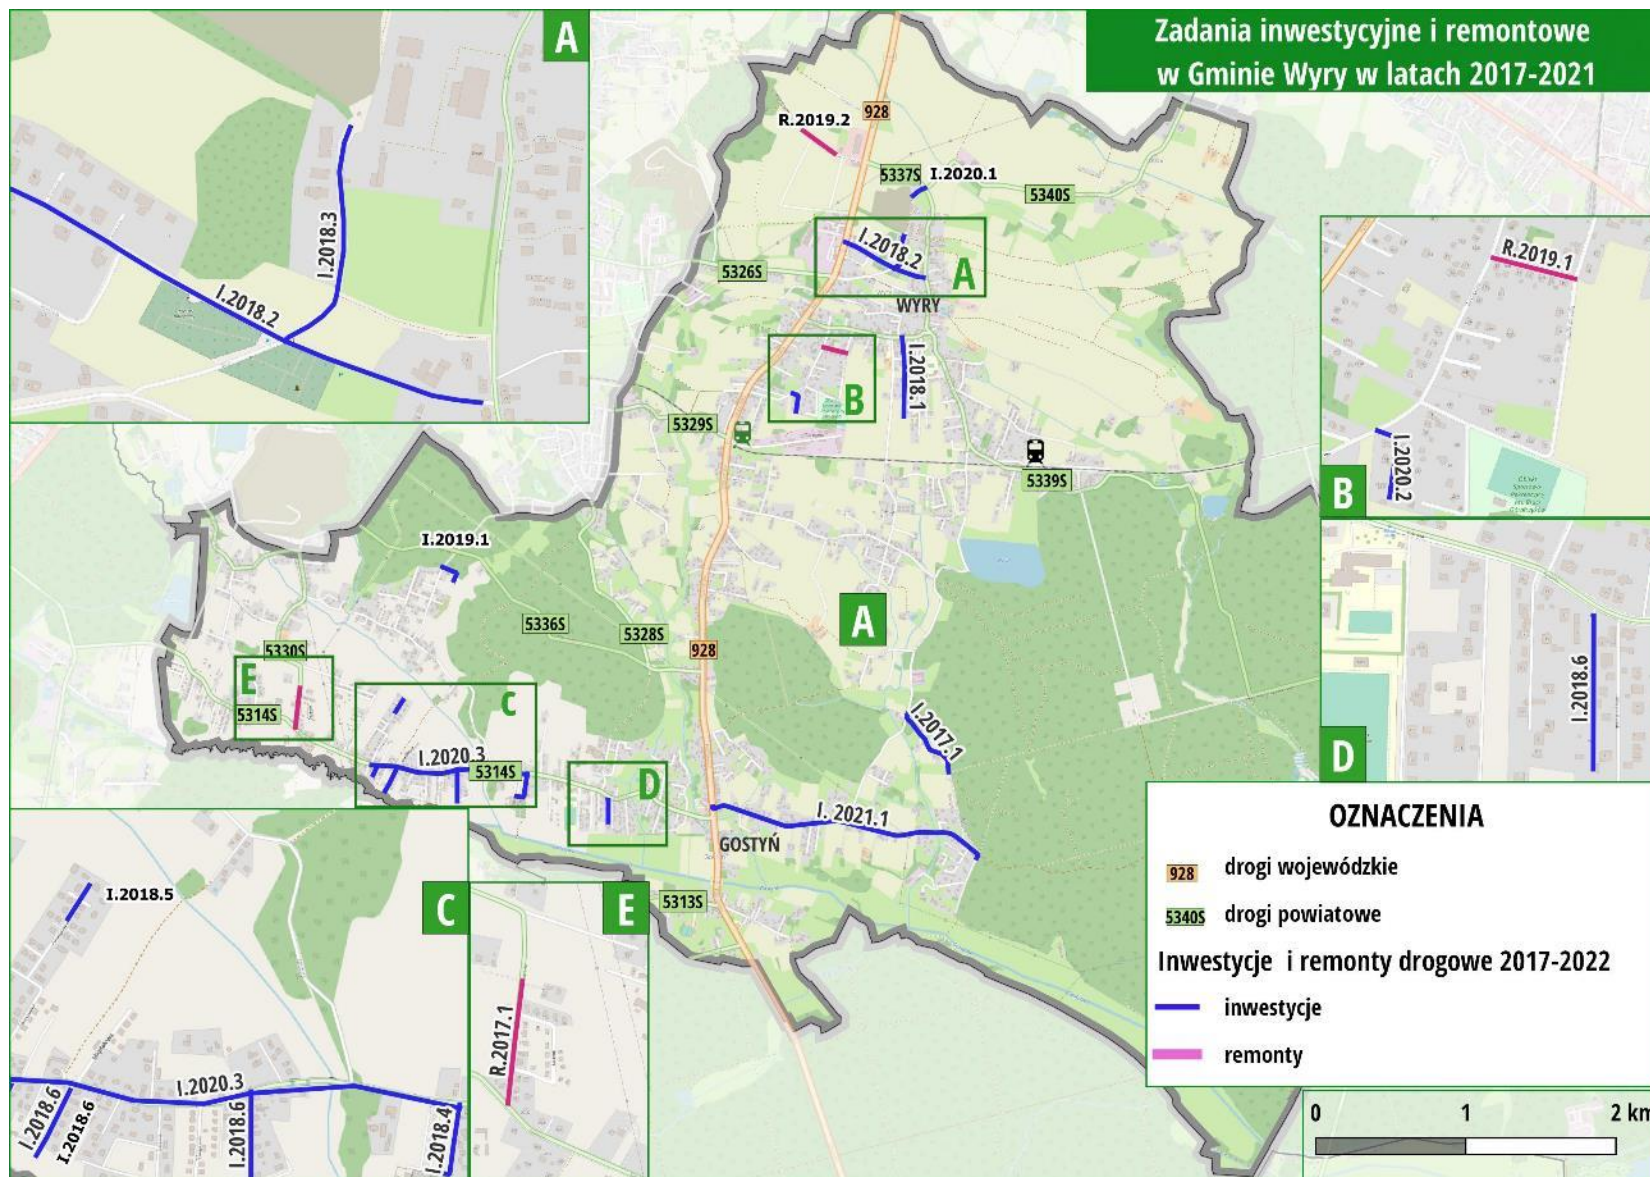 A
Zadania inwestycyjne i remontowe
w Gminie Wyry w latach 2017-2021
I.2018.3
I.2018.2
R.2019.2
928
5337S
I.2020.1
5340S
I.2018.2
A
5326S
WYRY
I.2018.1
B
5329S
5339S
R.2019.1
I.2020.2
B
I.2019.1
5336S
5328S
928
A
5330S
E
5314S
C
I.2020.3
5314S
D
I.2017.1
I. 2021.1
GOSTYŃ
5313S
I.2018.6
D
I.2018.5
C
I.2020.3
I.2018.6
I.2018.6
I.2018.6
I.2018.4
E
R.2017.1
OZNACZENIA
928 drogi wojewódzkie
5340S drogi powiatowe
Inwestycje i remonty drogowe 2017-2022
inwestycje
remonty
0 1 2 km